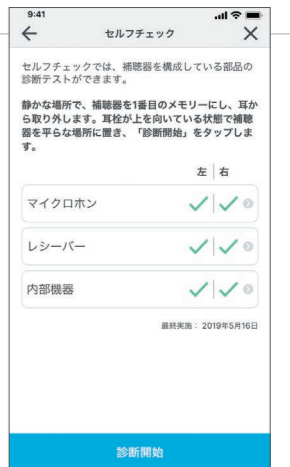 9:41
セルフチェック
セルフチェックでは、補聴器を構成している部品の
診断テストができます。
静かな場所で、補聴器を1番目のメモリーにし、耳か
ら取り外します。耳栓が上を向いている状態で補聴
器を平らな場所に置き、「診断開始」をタップしま
す。
左 右
マイクロホン
レシーバー
内部機器
最終実施： 2019年5月16日
診断開始